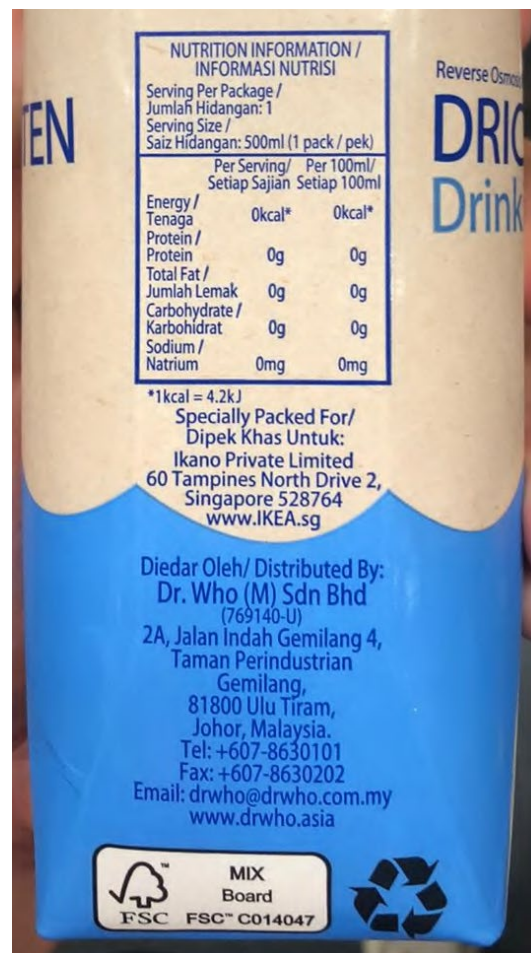 NUTRITION INFORMATION /
INFORMASI NUTRISI
Serving Per Package /
Jumlah Hidangan: 1
Serving Size /
Saiz Hidangan: 500ml (1 pack / pek)
Per Serving/ Per 100ml/
Setiap Sajian Setiap 100ml
Energy /
Tenaga 0kcal* 0kcal*
Protein /
Protein 0g 0g
Total Fat /
Jumlah Lemak 0g 0g
Carbohydrate /
Karbohidrat 0g 0g
Sodium /
Natrium 0mg 0mg
*1kcal = 4.2kJ
Specially Packed For/
Dipek Khas Untuk:
Ikano Private Limited
60 Tampines North Drive 2,
Singapore 528764
www.IKEA.sg
Diedar Oleh/ Distributed By:
Dr. Who (M) Sdn Bhd
(769140-U)
2A, Jalan Indah Gemilang 4,
Taman Perindustrian
Gemilang,
81800 Ulu Tiram,
Johor, Malaysia.
Tel: +607-8630101
Fax: +607-8630202
Email: drwho@drwho.com.my
www.drwho.asia
FSC™
MIX
Board
FSC™ C014047
TEN
Reverse Osmos
DRIC
Drink